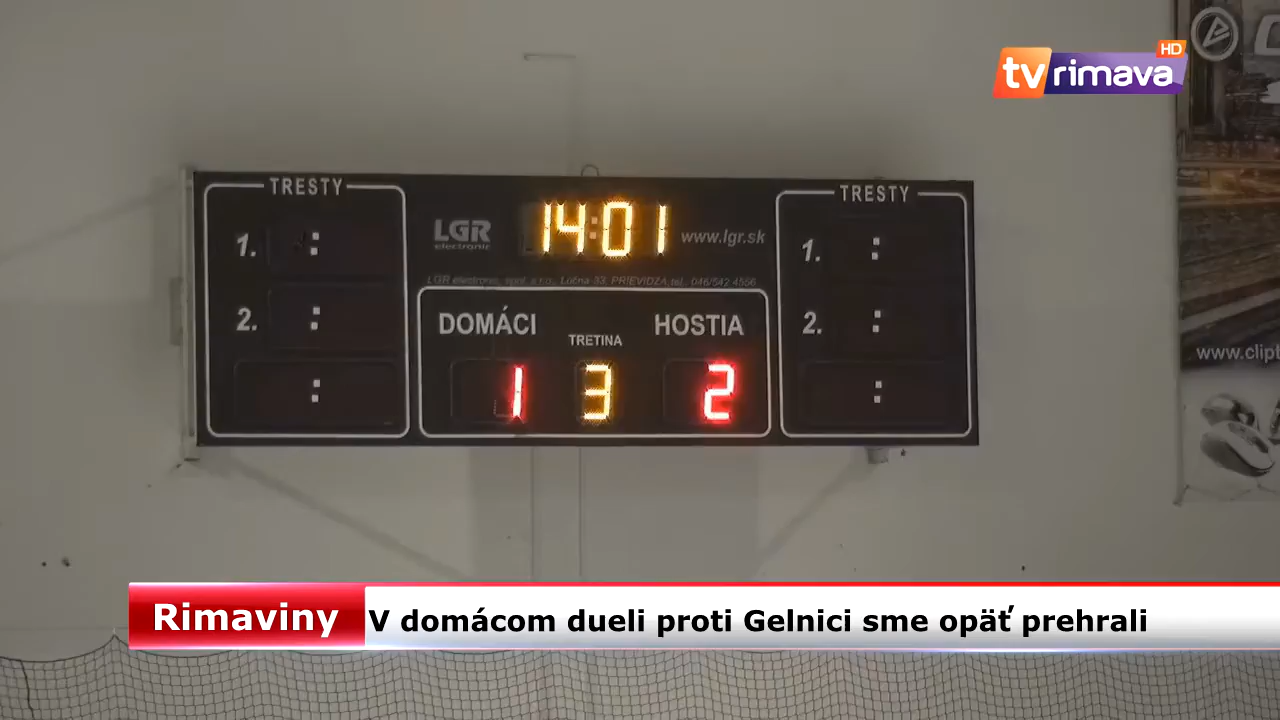 HD
tv rimava
TRESTY
1. :
2. :
:
14:01
LGR
electronic
www.lgr.sk
LGR electronic, spol. s r.o., Lúčna 33, PRIEVIDZA, tel.: 046/542 4556
DOMÁCI
TRETINA
HOSTIA
1
3
2
TRESTY
1. :
2. :
:
www.clipt
Rimaviny
V domácom dueli proti Gelnici sme opäť prehrali